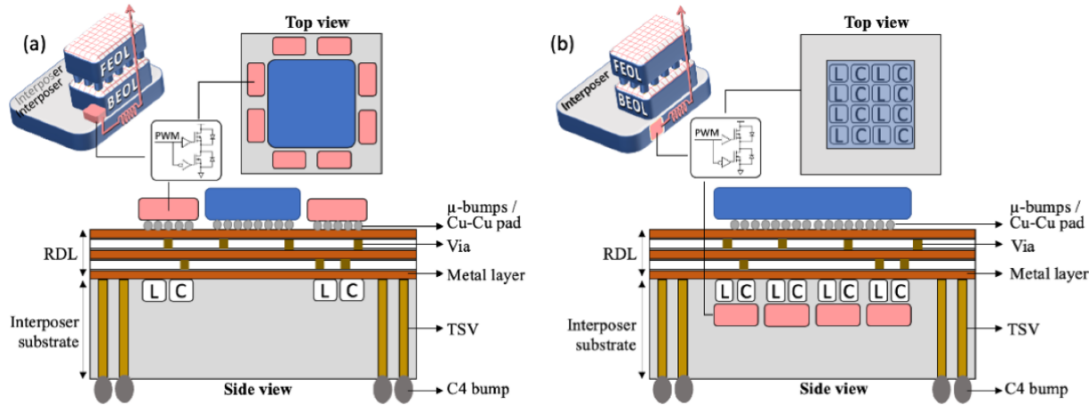 (a)
Interposer
Interposer
FEOL
BEOL
PWM
Top view
μ-bumps /
Cu-Cu pad
RDL
Via
Metal layer
L C
L C
Interposer
substrate
TSV
Side view
C4 bump
(b)
Interposer
FEOL
BEOL
PWM
Top view
L C L C
L C L C
L C L C
L C L C
μ-bumps /
Cu-Cu pad
RDL
Via
Metal layer
L C L C L C L C
Interposer
substrate
TSV
Side view
C4 bump